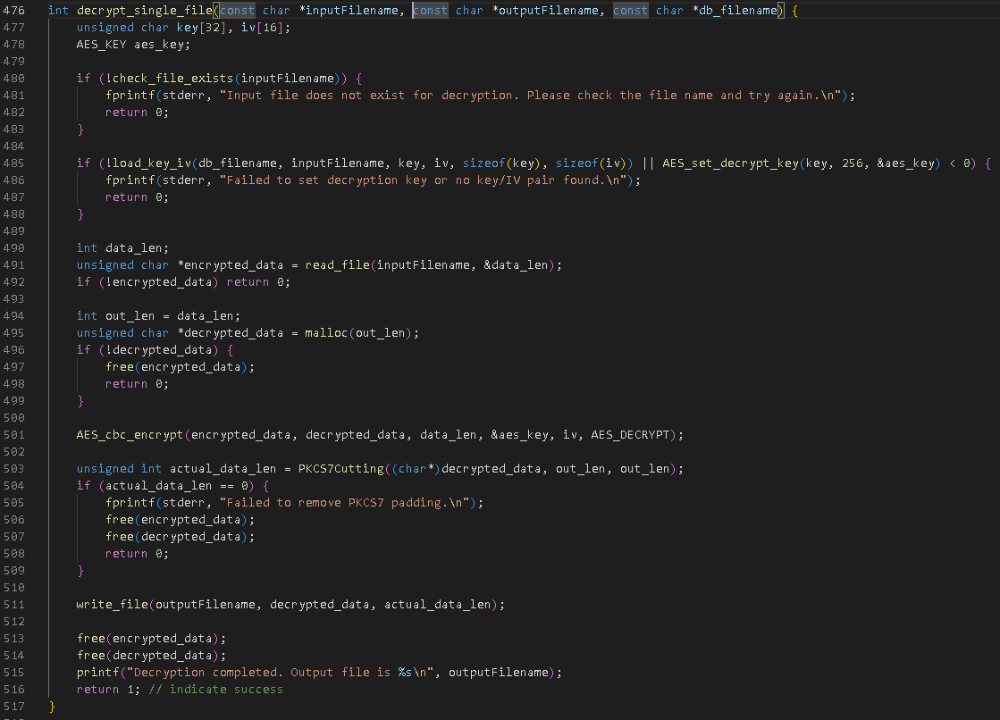 476 int decrypt_single_file(const char *inputFilename, const char *outputFilename, const char *db_filename) {
477     unsigned char key[32], iv[16];
478     AES_KEY aes_key;
479
480     if (!check_file_exists(inputFilename)) {
481         fprintf(stderr, "Input file does not exist for decryption. Please check the file name and try again.\n");
482         return 0;
483     }
484
485     if (!load_key_iv(db_filename, inputFilename, key, iv, sizeof(key), sizeof(iv)) || AES_set_decrypt_key(key, 256, &aes_key) < 0) {
486         fprintf(stderr, "Failed to set decryption key or no key/IV pair found.\n");
487         return 0;
488     }
489
490     int data_len;
491     unsigned char *encrypted_data = read_file(inputFilename, &data_len);
492     if (!encrypted_data) return 0;
493
494     int out_len = data_len;
495     unsigned char *decrypted_data = malloc(out_len);
496     if (!decrypted_data) {
497         free(encrypted_data);
498         return 0;
499     }
500
501     AES_cbc_encrypt(encrypted_data, decrypted_data, data_len, &aes_key, iv, AES_DECRYPT);
502
503     unsigned int actual_data_len = PKCS7Cutting((char*)decrypted_data, out_len, out_len);
504     if (actual_data_len == 0) {
505         fprintf(stderr, "Failed to remove PKCS7 padding.\n");
506         free(encrypted_data);
507         free(decrypted_data);
508         return 0;
509     }
510
511     write_file(outputFilename, decrypted_data, actual_data_len);
512
513     free(encrypted_data);
514     free(decrypted_data);
515     printf("Decryption completed. Output file is %s\n", outputFilename);
516     return 1; // indicate success
517 }